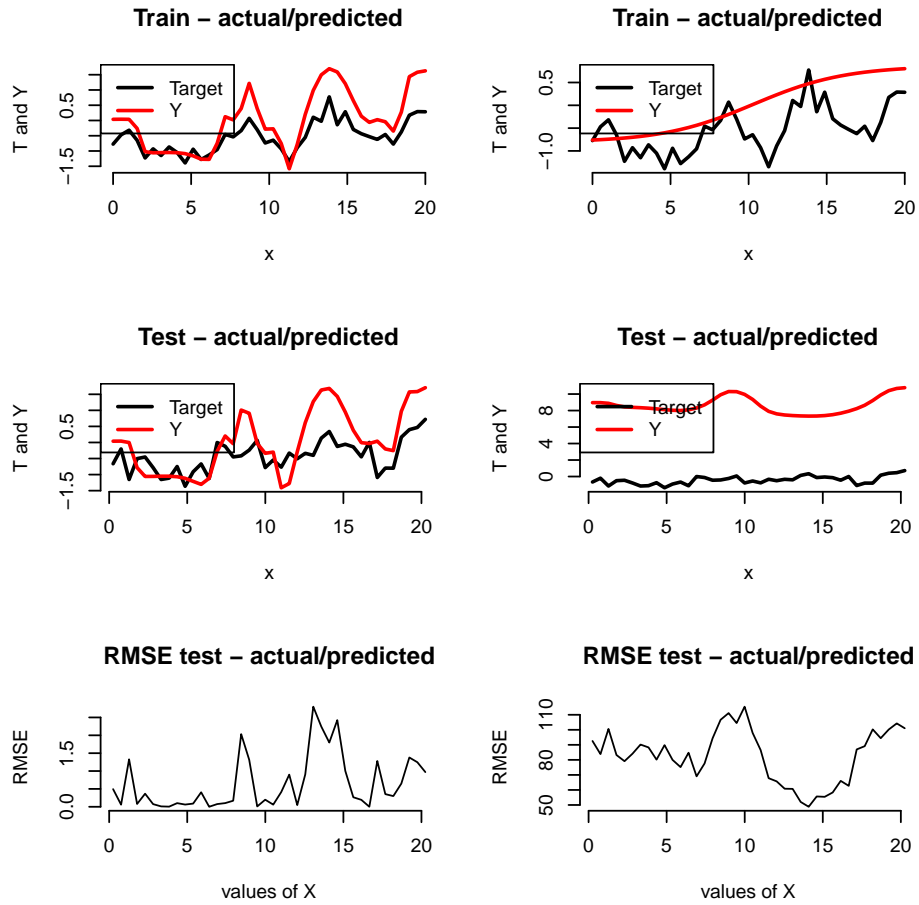 Train − actual/predicted
T and Y
0.5
−1.5
Target
Y
0 5 10 15 20
x
Train − actual/predicted
T and Y
0.5
−1.0
Target
Y
0 5 10 15 20
x
Test − actual/predicted
T and Y
0.5
−1.5
Target
Y
0 5 10 15 20
x
Test − actual/predicted
T and Y
8
4
0
Target
Y
0 5 10 15 20
x
RMSE test − actual/predicted
RMSE
1.5
0.0
0 5 10 15 20
values of X
RMSE test − actual/predicted
RMSE
110
80
50
0 5 10 15 20
values of X